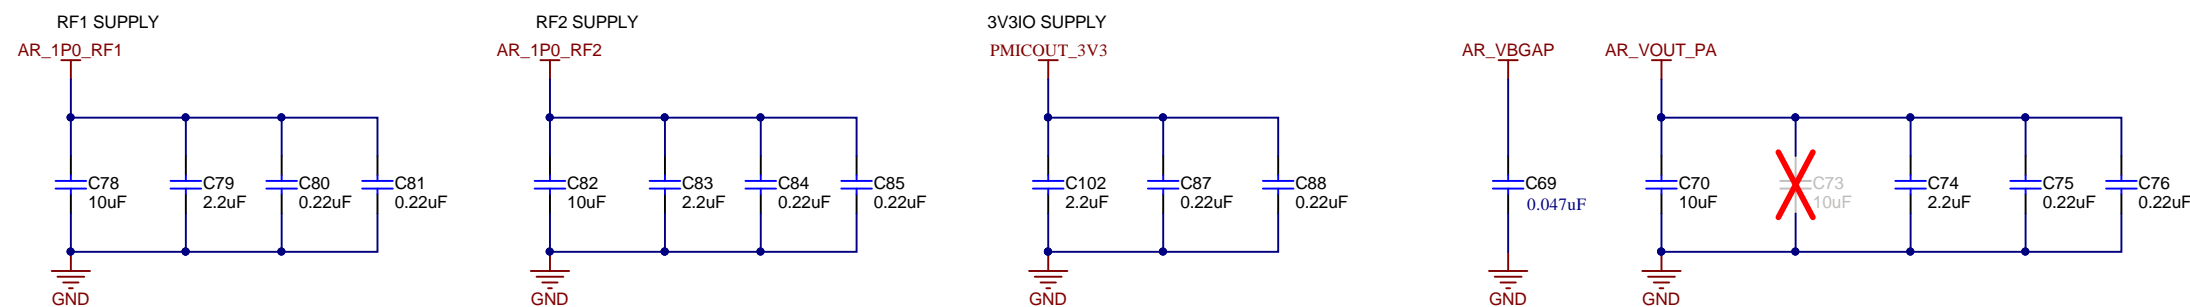 RF1 SUPPLY
AR_1P0_RF1
C78
10uF
C79
2.2uF
C80
0.22uF
C81
0.22uF
GND
RF2 SUPPLY
AR_1P0_RF2
C82
10uF
C83
2.2uF
C84
0.22uF
C85
0.22uF
GND
3V3IO SUPPLY
PMICOUT_3V3
C102
2.2uF
C87
0.22uF
C88
0.22uF
GND
AR_VBGAP
C69
0.047uF
GND
AR_VOUT_PA
C70
10uF
C73
10uF
C74
2.2uF
C75
0.22uF
C76
0.22uF
GND